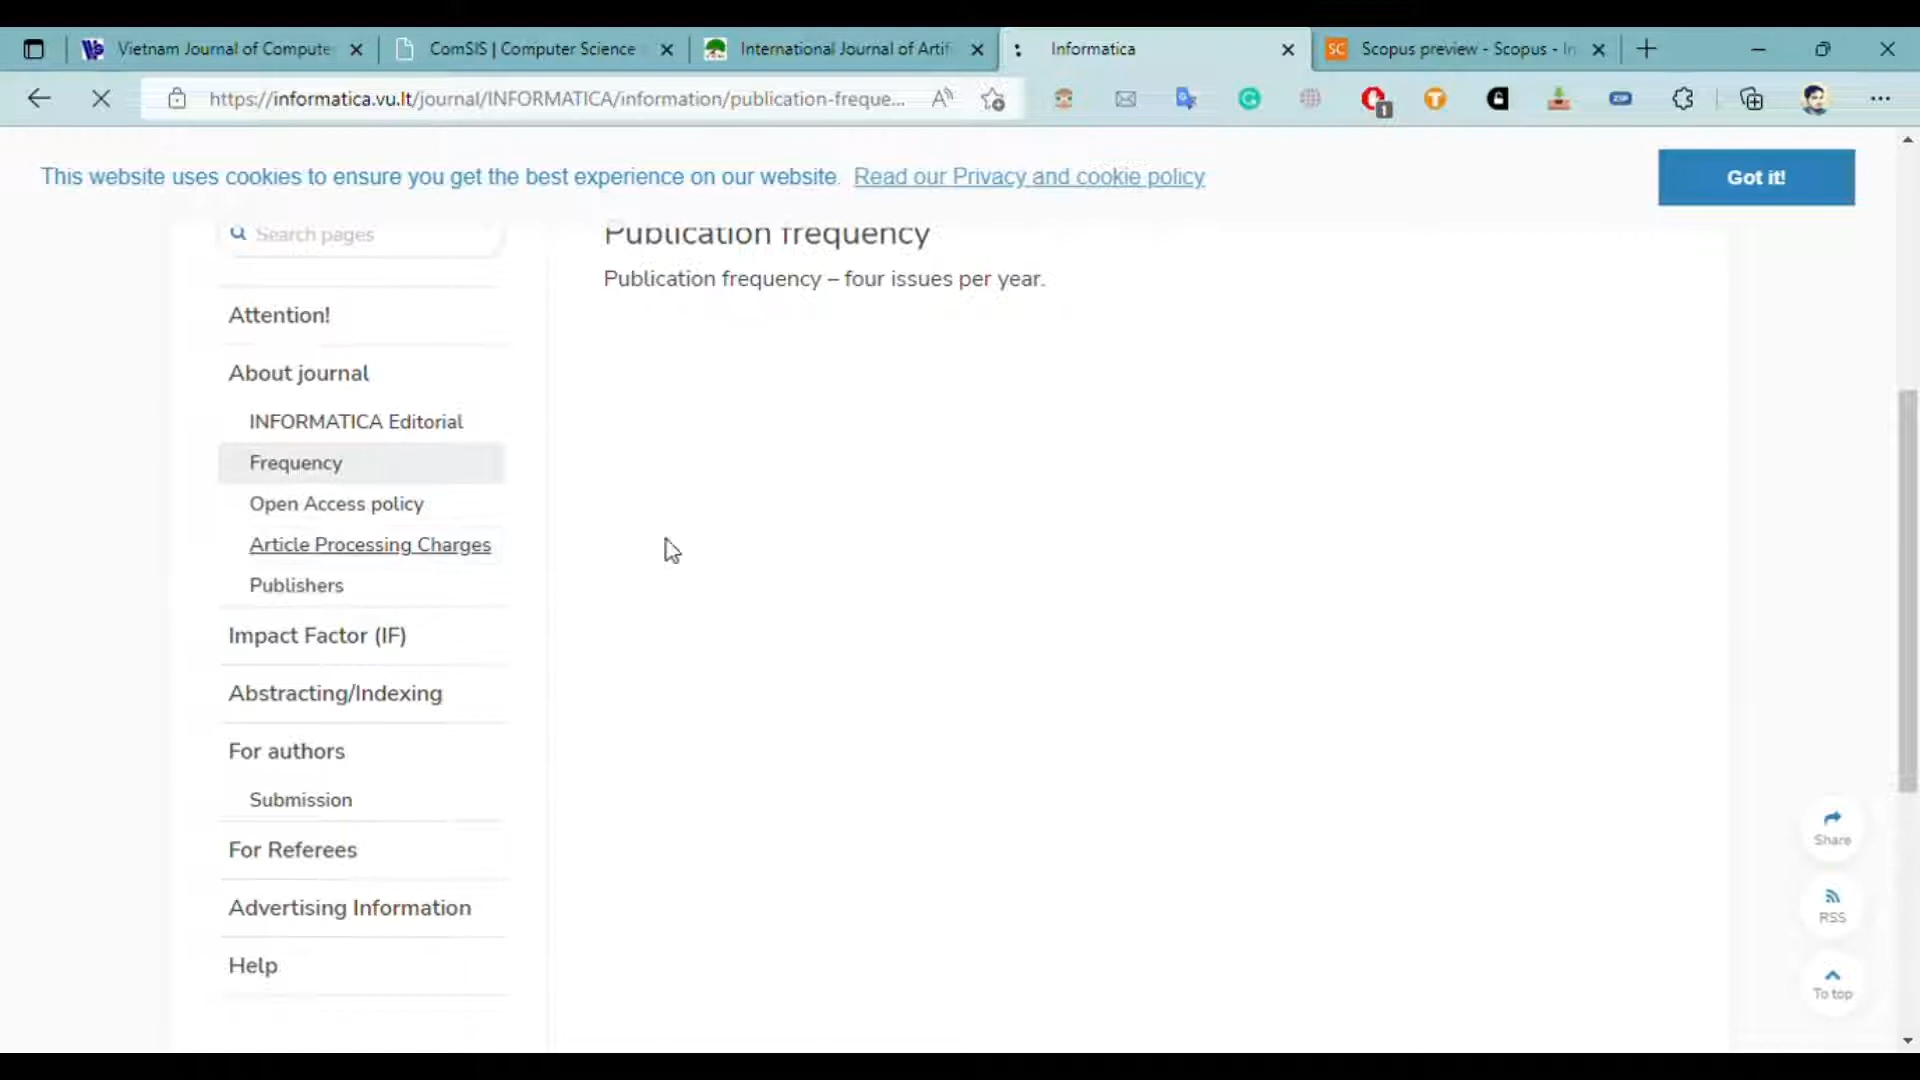 Vietnam Journal of Compute
ComSIS | Computer Science
International Journal of Artif
Informatica
SC
Scopus preview - Scopus - In
https://informatica.vu.lt/journal/INFORMATICA/information/publication-freque...
This website uses cookies to ensure you get the best experience on our website. Read our Privacy and cookie policy
Got it!
Search pages
Publication frequency
Publication frequency – four issues per year.
Attention!
About journal
INFORMATICA Editorial
Frequency
Open Access policy
Article Processing Charges
Publishers
Impact Factor (IF)
Abstracting/Indexing
For authors
Submission
For Referees
Advertising Information
Help
Share
RSS
To top